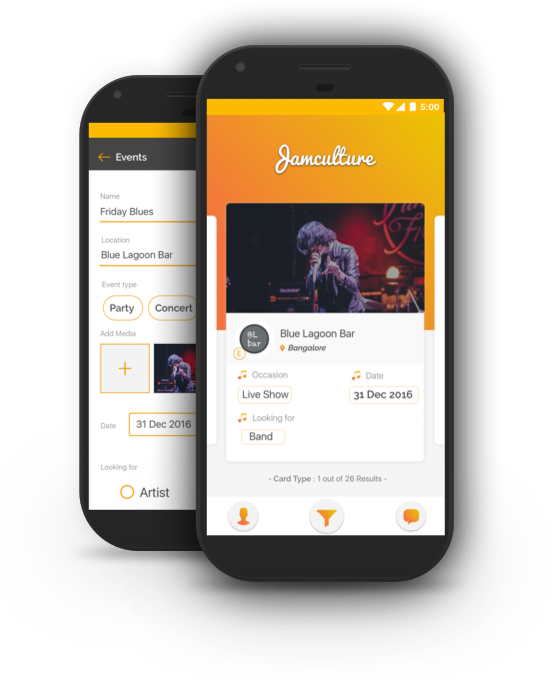 Events
Name
Friday Blues
Location
Blue Lagoon Bar
Event type
Party
Concert
Add Media
+
Date
31 Dec 2016
Looking for
Artist
5:00
Jamculture
BL
bar
E
Blue Lagoon Bar
Bangalore
Occasion
Date
Live Show
31 Dec 2016
Looking for
Band
- Card Type : 1 out of 26 Results -